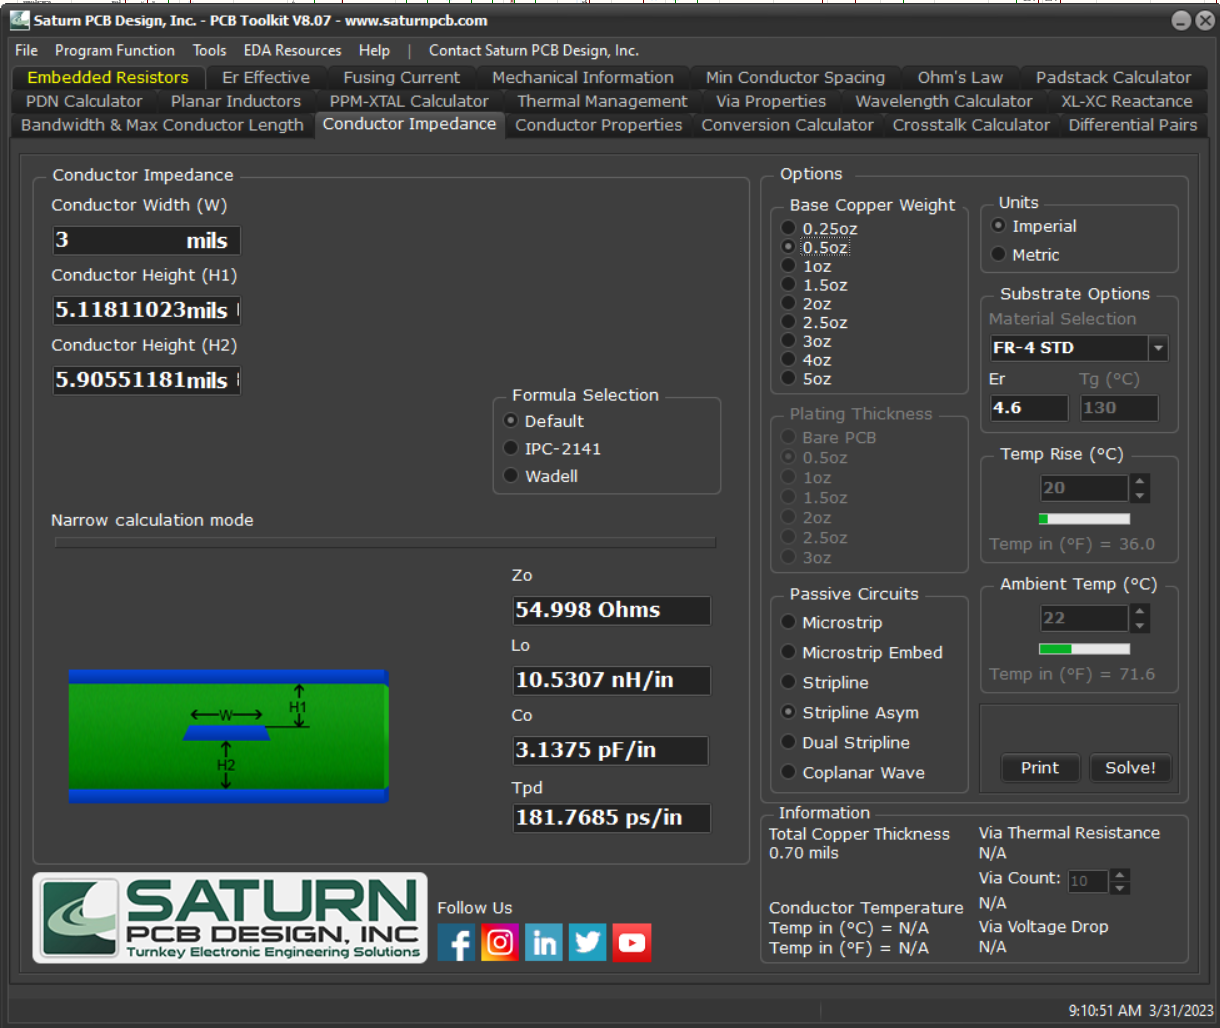 Saturn PCB Design, Inc. - PCB Toolkit V8.07 - www.saturnpcb.com
File Program Function Tools EDA Resources Help | Contact Saturn PCB Design, Inc.
Embedded Resistors Er Effective Fusing Current Mechanical Information Min Conductor Spacing Ohm's Law Padstack Calculator
PDN Calculator Planar Inductors PPM-XTAL Calculator Thermal Management Via Properties Wavelength Calculator XL-XC Reactance
Bandwidth & Max Conductor Length Conductor Impedance Conductor Properties Conversion Calculator Crosstalk Calculator Differential Pairs
Conductor Impedance
Conductor Width (W)
3 mils
Conductor Height (H1)
5.11811023mils
Conductor Height (H2)
5.90551181mils
Formula Selection
Default
IPC-2141
Wadell
Narrow calculation mode
Zo
54.998 Ohms
Lo
10.5307 nH/in
Co
3.1375 pF/in
Tpd
181.7685 ps/in
W
H1
H2
Options
Base Copper Weight
0.25oz
0.5oz
1oz
1.5oz
2oz
2.5oz
3oz
4oz
5oz
Plating Thickness
Bare PCB
0.5oz
1oz
1.5oz
2oz
2.5oz
3oz
Passive Circuits
Microstrip
Microstrip Embed
Stripline
Stripline Asym
Dual Stripline
Coplanar Wave
Units
Imperial
Metric
Substrate Options
Material Selection
FR-4 STD
Er Tg (°C)
4.6 130
Temp Rise (°C)
20
Temp in (°F) = 36.0
Ambient Temp (°C)
22
Temp in (°F) = 71.6
Print Solve!
Information
Total Copper Thickness
0.70 mils
Conductor Temperature
Temp in (°C) = N/A
Temp in (°F) = N/A
Via Thermal Resistance
N/A
Via Count: 10
N/A
Via Voltage Drop
N/A
SATURN
PCB DESIGN, INC
Turnkey Electronic Engineering Solutions
Follow Us
9:10:51 AM 3/31/2023